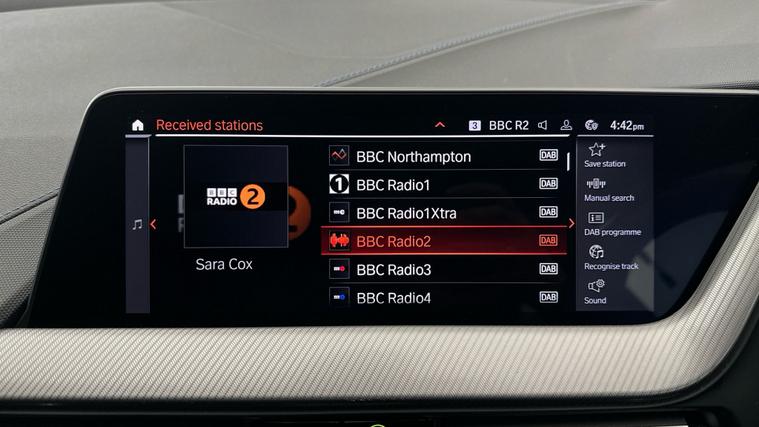 Received stations
3 BBC R2
4:42pm
BBC
RADIO 2
Sara Cox
BBC Northampton DAB
1 BBC Radio1 DAB
BBC Radio1Xtra DAB
BBC Radio2 DAB
BBC Radio3 DAB
BBC Radio4 DAB
Save station
Manual search
DAB programme
Recognise track
Sound